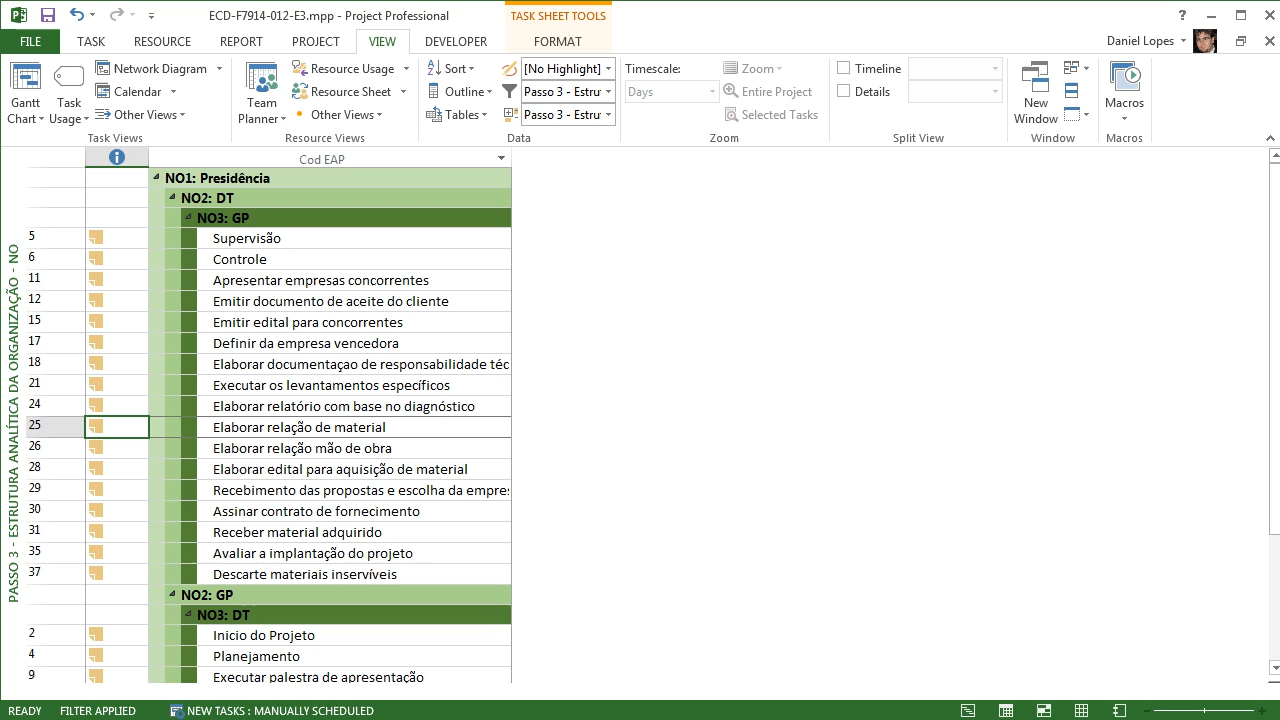 ECD-F7914-012-E3.mpp - Project Professional
TASK SHEET TOOLS
?
FILE TASK RESOURCE REPORT PROJECT VIEW DEVELOPER FORMAT
Daniel Lopes
Gantt Chart
Task Usage
Network Diagram
Calendar
Other Views
Task Views
Team Planner
Resource Usage
Resource Sheet
Other Views
Resource Views
Sort
Outline
Tables
[No Highlight]
Passo 3 - Estru
Passo 3 - Estru
Data
Timescale:
Days
Zoom
Entire Project
Selected Tasks
Zoom
Timeline
Details
Split View
New Window
Window
Macros
Macros
PASSO 3 - ESTRUTURA ANALÍTICA DA ORGANIZAÇÃO - NO
Cod EAP
NO1: Presidência
NO2: DT
NO3: GP
5 Supervisão
6 Controle
11 Apresentar empresas concorrentes
12 Emitir documento de aceite do cliente
15 Emitir edital para concorrentes
17 Definir da empresa vencedora
18 Elaborar documentaçao de responsabilidade téc
21 Executar os levantamentos específicos
24 Elaborar relatório com base no diagnóstico
25 Elaborar relação de material
26 Elaborar relação mão de obra
28 Elaborar edital para aquisição de material
29 Recebimento das propostas e escolha da empre
30 Assinar contrato de fornecimento
31 Receber material adquirido
35 Avaliar a implantação do projeto
37 Descarte materiais inservíveis
NO2: GP
NO3: DT
2 Inicio do Projeto
4 Planejamento
9 Executar palestra de apresentação
READY FILTER APPLIED NEW TASKS : MANUALLY SCHEDULED